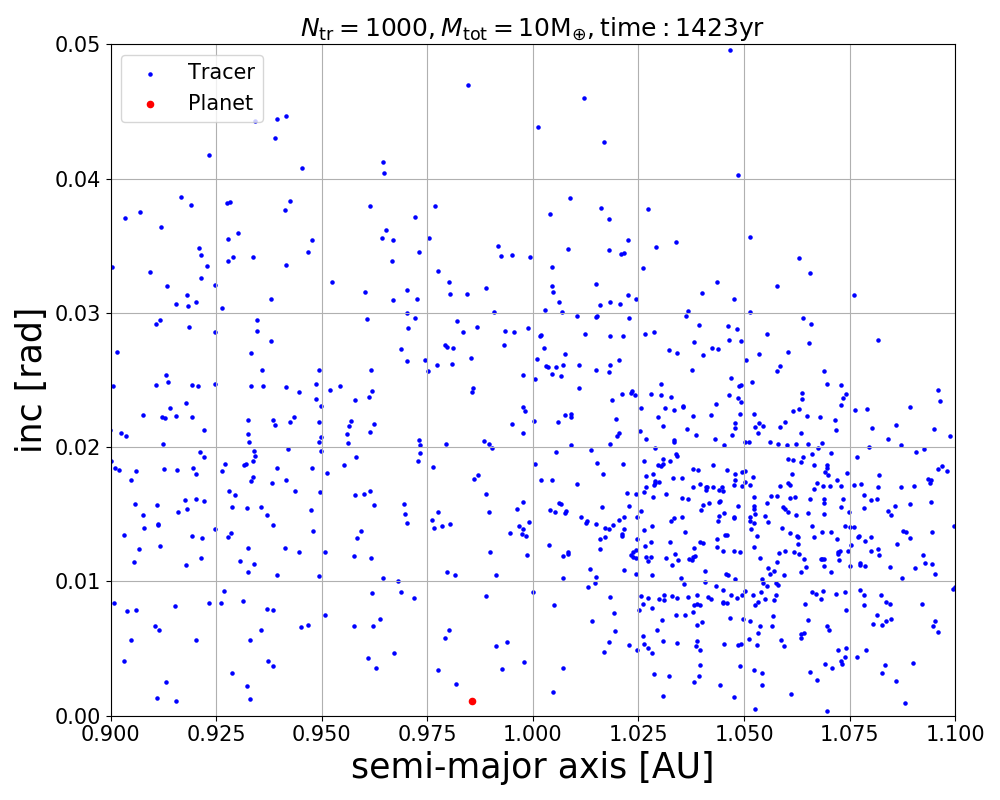 N_tr = 1000, M_tot = 10M_⊕, time : 1423yr
Tracer
Planet
0.05
0.04
0.03
0.02
0.01
0.00
inc [rad]
0.900 0.925 0.950 0.975 1.000 1.025 1.050 1.075 1.100
semi-major axis [AU]